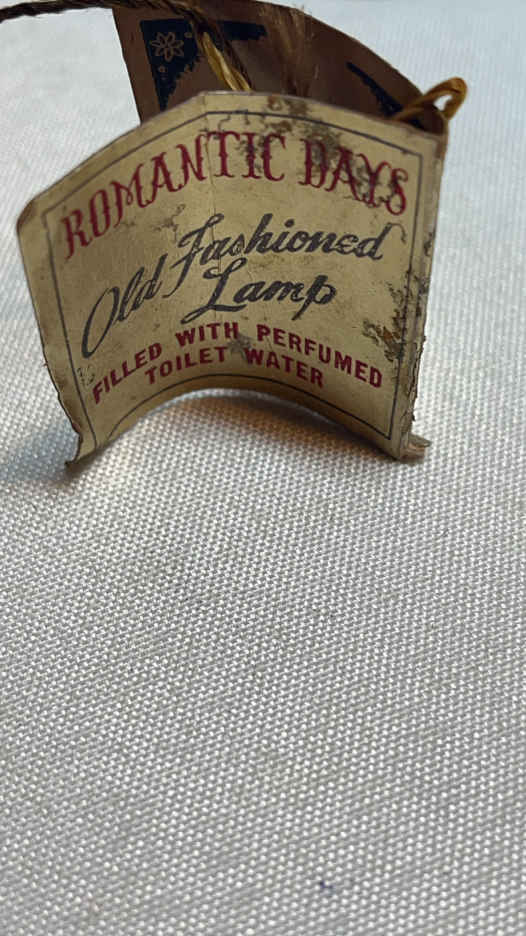 ROMANTIC DAYS
Old Fashioned
Lamp
FILLED WITH PERFUMED
TOILET WATER